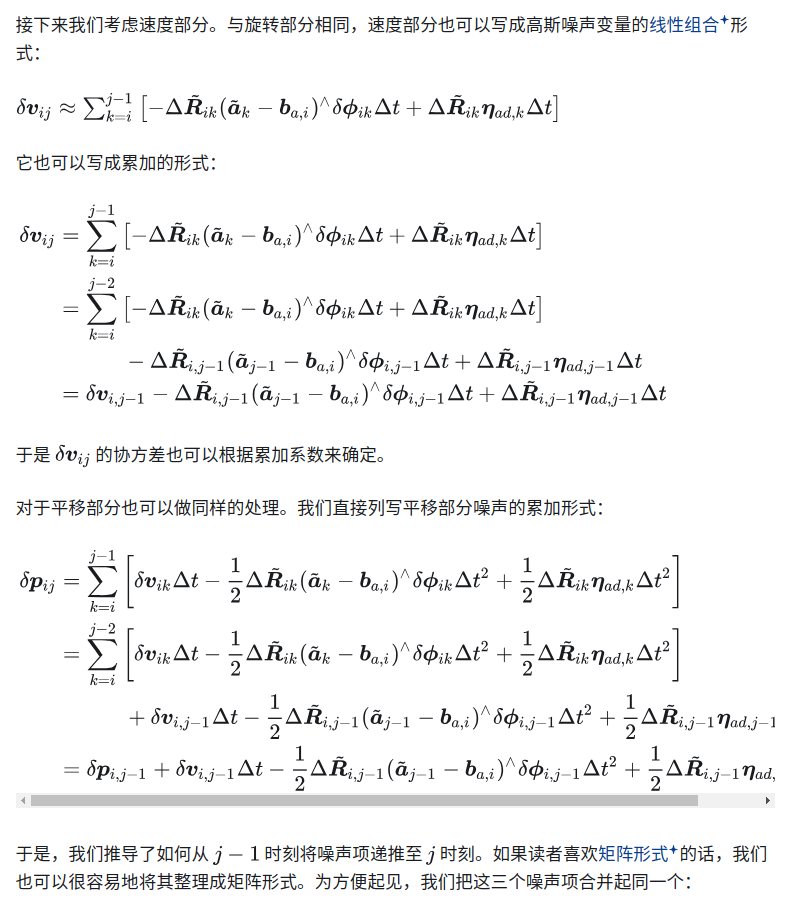 接下来我们考虑速度部分。与旋转部分相同，速度部分也可以写成高斯噪声变量的线性组合✦形
式：
$\delta \boldsymbol{v}_{ij} \approx \sum_{k=i}^{j-1} \left[ -\Delta \tilde{\boldsymbol{R}}_{ik} (\tilde{\boldsymbol{a}}_k - \boldsymbol{b}_{a,i})^{\wedge} \delta \boldsymbol{\phi}_{ik} \Delta t + \Delta \tilde{\boldsymbol{R}}_{ik} \boldsymbol{\eta}_{ad,k} \Delta t \right]$
它也可以写成累加的形式：
$\delta \boldsymbol{v}_{ij} = \sum_{k=i}^{j-1} \left[ -\Delta \tilde{\boldsymbol{R}}_{ik} (\tilde{\boldsymbol{a}}_k - \boldsymbol{b}_{a,i})^{\wedge} \delta \boldsymbol{\phi}_{ik} \Delta t + \Delta \tilde{\boldsymbol{R}}_{ik} \boldsymbol{\eta}_{ad,k} \Delta t \right]$
$= \sum_{k=i}^{j-2} \left[ -\Delta \tilde{\boldsymbol{R}}_{ik} (\tilde{\boldsymbol{a}}_k - \boldsymbol{b}_{a,i})^{\wedge} \delta \boldsymbol{\phi}_{ik} \Delta t + \Delta \tilde{\boldsymbol{R}}_{ik} \boldsymbol{\eta}_{ad,k} \Delta t \right]$
$- \Delta \tilde{\boldsymbol{R}}_{i,j-1} (\tilde{\boldsymbol{a}}_{j-1} - \boldsymbol{b}_{a,i})^{\wedge} \delta \boldsymbol{\phi}_{i,j-1} \Delta t + \Delta \tilde{\boldsymbol{R}}_{i,j-1} \boldsymbol{\eta}_{ad,j-1} \Delta t$
$= \delta \boldsymbol{v}_{i,j-1} - \Delta \tilde{\boldsymbol{R}}_{i,j-1} (\tilde{\boldsymbol{a}}_{j-1} - \boldsymbol{b}_{a,i})^{\wedge} \delta \boldsymbol{\phi}_{i,j-1} \Delta t + \Delta \tilde{\boldsymbol{R}}_{i,j-1} \boldsymbol{\eta}_{ad,j-1} \Delta t$
于是 $\delta \boldsymbol{v}_{ij}$ 的协方差也可以根据累加系数来确定。
对于平移部分也可以做同样的处理。我们直接列写平移部分噪声的累加形式：
$\delta \boldsymbol{p}_{ij} = \sum_{k=i}^{j-1} \left[ \delta \boldsymbol{v}_{ik} \Delta t - \frac{1}{2} \Delta \tilde{\boldsymbol{R}}_{ik} (\tilde{\boldsymbol{a}}_k - \boldsymbol{b}_{a,i})^{\wedge} \delta \boldsymbol{\phi}_{ik} \Delta t^2 + \frac{1}{2} \Delta \tilde{\boldsymbol{R}}_{ik} \boldsymbol{\eta}_{ad,k} \Delta t^2 \right]$
$= \sum_{k=i}^{j-2} \left[ \delta \boldsymbol{v}_{ik} \Delta t - \frac{1}{2} \Delta \tilde{\boldsymbol{R}}_{ik} (\tilde{\boldsymbol{a}}_k - \boldsymbol{b}_{a,i})^{\wedge} \delta \boldsymbol{\phi}_{ik} \Delta t^2 + \frac{1}{2} \Delta \tilde{\boldsymbol{R}}_{ik} \boldsymbol{\eta}_{ad,k} \Delta t^2 \right]$
$+ \delta \boldsymbol{v}_{i,j-1} \Delta t - \frac{1}{2} \Delta \tilde{\boldsymbol{R}}_{i,j-1} (\tilde{\boldsymbol{a}}_{j-1} - \boldsymbol{b}_{a,i})^{\wedge} \delta \boldsymbol{\phi}_{i,j-1} \Delta t^2 + \frac{1}{2} \Delta \tilde{\boldsymbol{R}}_{i,j-1} \boldsymbol{\eta}_{ad,j-1}$
$= \delta \boldsymbol{p}_{i,j-1} + \delta \boldsymbol{v}_{i,j-1} \Delta t - \frac{1}{2} \Delta \tilde{\boldsymbol{R}}_{i,j-1} (\tilde{\boldsymbol{a}}_{j-1} - \boldsymbol{b}_{a,i})^{\wedge} \delta \boldsymbol{\phi}_{i,j-1} \Delta t^2 + \frac{1}{2} \Delta \tilde{\boldsymbol{R}}_{i,j-1} \boldsymbol{\eta}_{ad,}$
于是，我们推导了如何从 $j-1$ 时刻将噪声项递推至 $j$ 时刻。如果读者喜欢矩阵形式✦的话，我们
也可以很容易地将其整理成矩阵形式。为方便起见，我们把这三个噪声项合并起同一个：